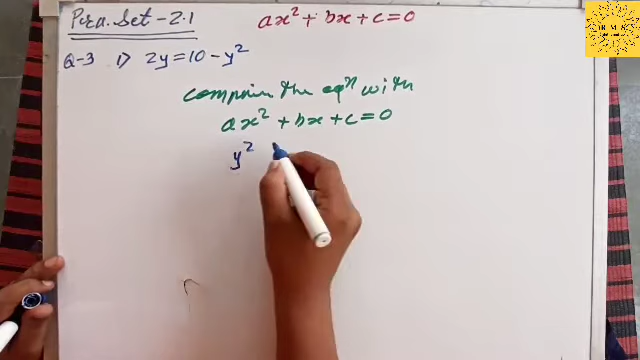 Pra. Set - 2.1
ax² + bx + c = 0
Q-3 1) 2y = 10 - y²
compare the eqⁿ with
ax² + bx + c = 0
y²